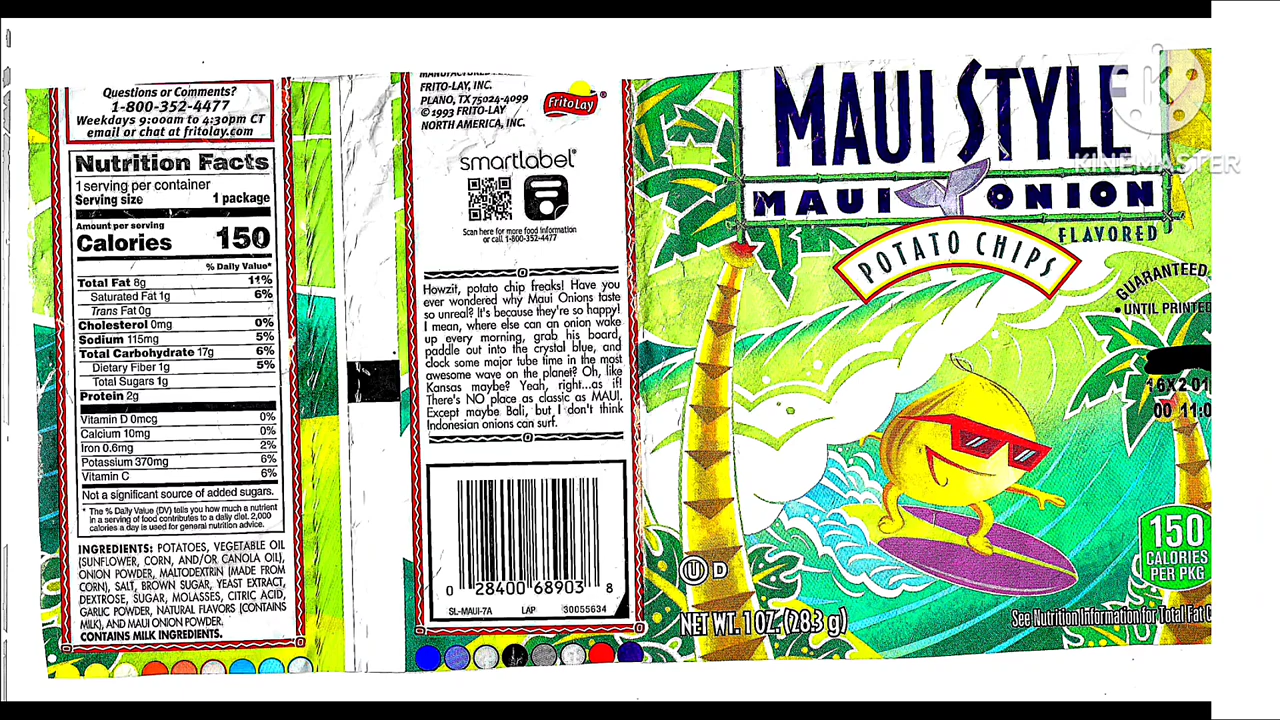 Questions or Comments?
1-800-352-4477
Weekdays 9:00am to 4:30pm CT
email or chat at fritolay.com
Nutrition Facts
1 serving per container
Serving size 1 package
Amount per serving
Calories 150
% Daily Value*
Total Fat 8g 11%
Saturated Fat 1g 6%
Trans Fat 0g
Cholesterol 0mg 0%
Sodium 115mg 5%
Total Carbohydrate 17g 6%
Dietary Fiber 1g 5%
Total Sugars 1g
Protein 2g
Vitamin D 0mcg 0%
Calcium 10mg 0%
Iron 0.6mg 2%
Potassium 370mg 6%
Vitamin C 6%
Not a significant source of added sugars.
* The % Daily Value (DV) tells you how much a nutrient
in a serving of food contributes to a daily diet. 2,000
calories a day is used for general nutrition advice.
INGREDIENTS: POTATOES, VEGETABLE OIL
(SUNFLOWER, CORN, AND/OR CANOLA OIL),
ONION POWDER, MALTODEXTRIN (MADE FROM
CORN), SALT, BROWN SUGAR, YEAST EXTRACT,
DEXTROSE, SUGAR, MOLASSES, CITRIC ACID,
GARLIC POWDER, NATURAL FLAVORS (CONTAINS
MILK), AND MAUI ONION POWDER.
CONTAINS MILK INGREDIENTS.
FRITO-LAY, INC.
PLANO, TX 75024-4099
© 1993 FRITO-LAY
NORTH AMERICA, INC.
FritoLay®
smartlabel®
Scan here for more food information
or call 1-800-352-4477
Howzit, potato chip freaks! Have you
ever wondered why Maui Onions taste
so unreal? It's because they're so happy!
I mean, where else can an onion wake
up every morning, grab his board,
paddle out into the crystal blue, and
clock some major tube time in the most
awesome wave on the planet? Oh, like
Kansas maybe? Yeah, right...as if!
There's NO place as classic as MAUI.
Except maybe Bali, but I don't think
Indonesian onions can surf.
0 28400 68903 8
SL-MAUI-7A LAP 30055634
MAUI STYLE
KINEMASTER
MAUI ONION
FLAVORED
POTATO CHIPS
GUARANTEED
• UNTIL PRINTED
16X2 01
00 11:0
150
CALORIES
PER PKG
U D
NET WT. 1 OZ. (28.3 g)
See Nutrition Information for Total Fat C